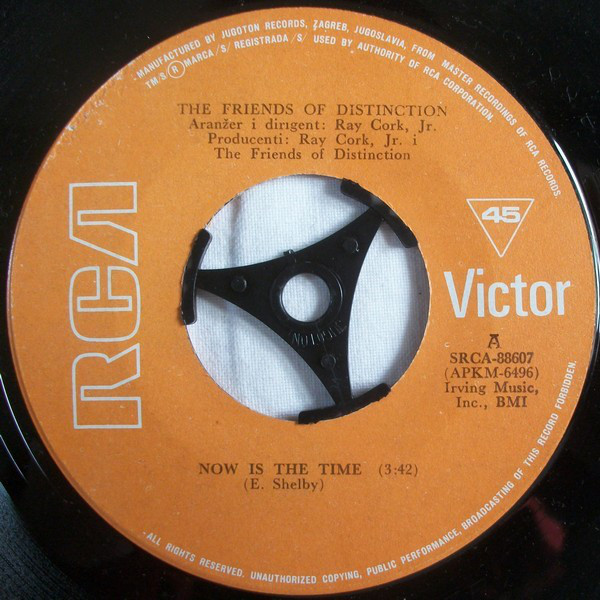 MANUFACTURED BY JUGOTON RECORDS, ZAGREB, JUGOSLAVIA, FROM MASTER RECORDINGS OF RCA RECORDS.
TM·S ® MARCA/S/ REGISTRADA/S/ USED BY AUTHORITY OF RCA CORPORATION.
THE FRIENDS OF DISTINCTION
Aranžer i dirigent: Ray Cork, Jr.
Producenti: Ray Cork, Jr. i
The Friends of Distinction
RCA
45
Victor
A
SRCA-88607
(APKM-6496)
Irving Music,
Inc., BMI
NOW IS THE TIME (3:42)
(E. Shelby)
ALL RIGHTS RESERVED. UNAUTHORIZED COPYING, PUBLIC PERFORMANCE, BROADCASTING OF THIS RECORD FORBIDDEN.